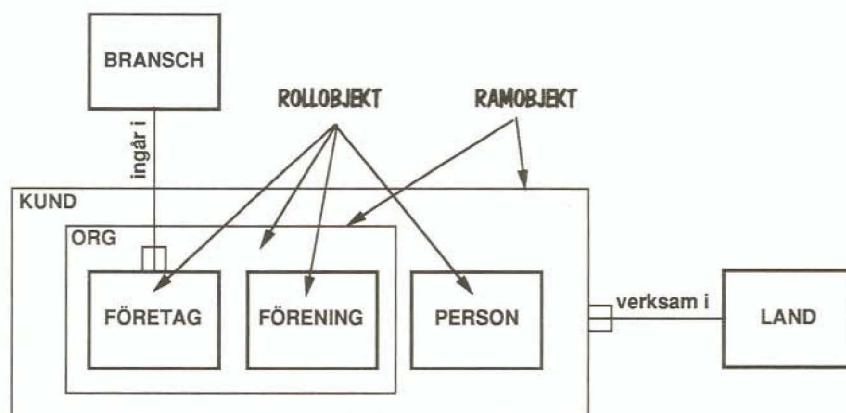 BRANSCH
ROLLOBJEKT
RAMOBJEKT
ingår i
KUND
ORG
FÖRETAG
FÖRENING
PERSON
verksam i
LAND